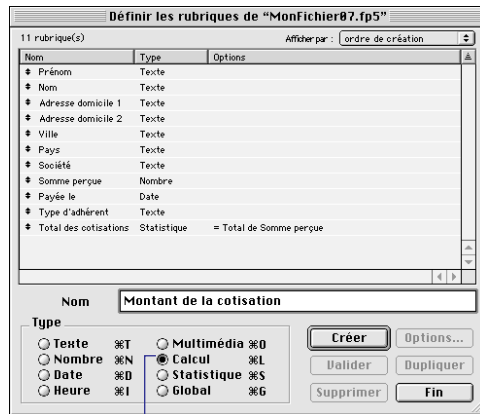 Définir les rubriques de “MonFichier07.fp5”
11 rubrique(s) Afficher par : ordre de création
Nom Type Options
Prénom Texte
Nom Texte
Adresse domicile 1 Texte
Adresse domicile 2 Texte
Ville Texte
Pays Texte
Société Texte
Somme perçue Nombre
Payée le Date
Type d'adhérent Texte
Total des cotisations Statistique = Total de Somme perçue
Nom Montant de la cotisation
Type
Texte ⌘T Multimédia ⌘O
Nombre ⌘N Calcul ⌘L
Date ⌘D Statistique ⌘S
Heure ⌘I Global ⌘G
Créer Options...
Valider Dupliquer
Supprimer Fin